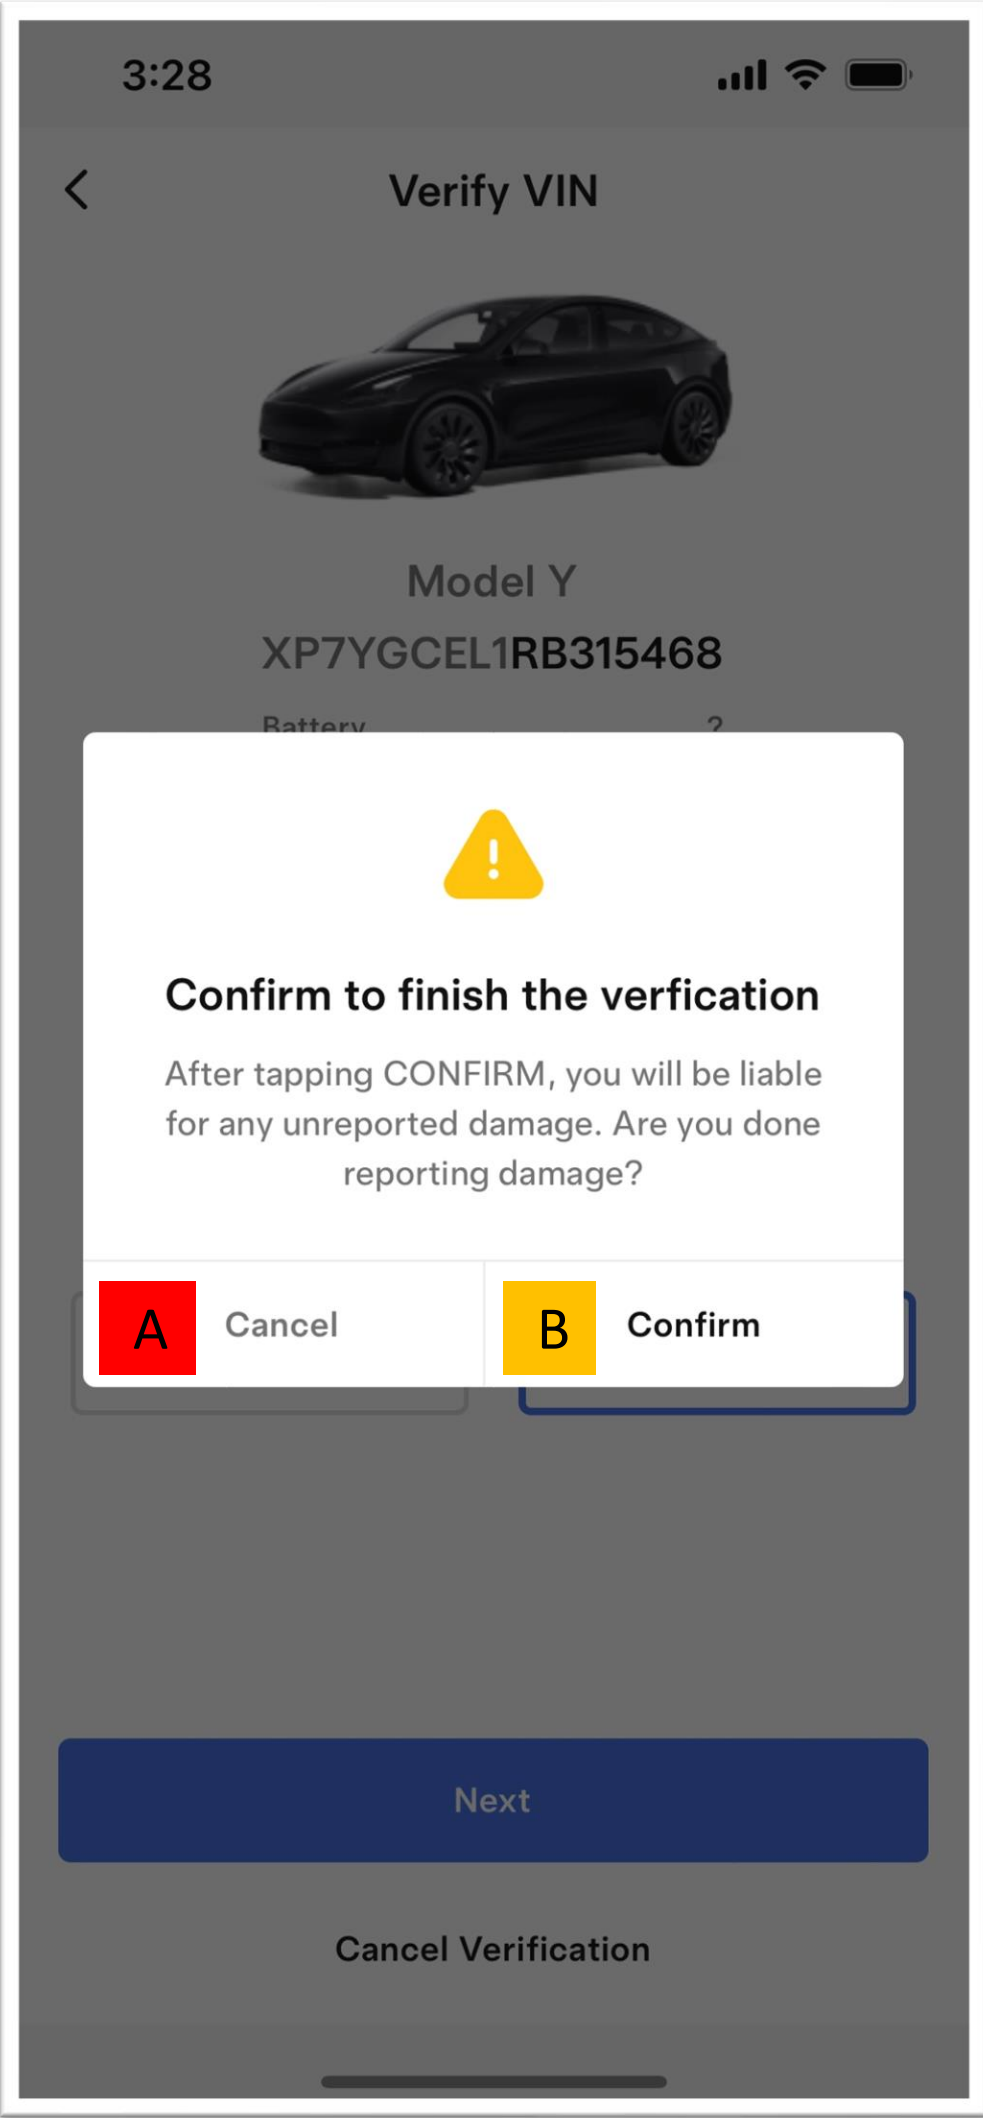 3:28
Verify VIN
Model Y
XP7YGCEL1RB315468
Battery ?
Confirm to finish the verfication
After tapping CONFIRM, you will be liable
for any unreported damage. Are you done
reporting damage?
A Cancel B Confirm
Next
Cancel Verification